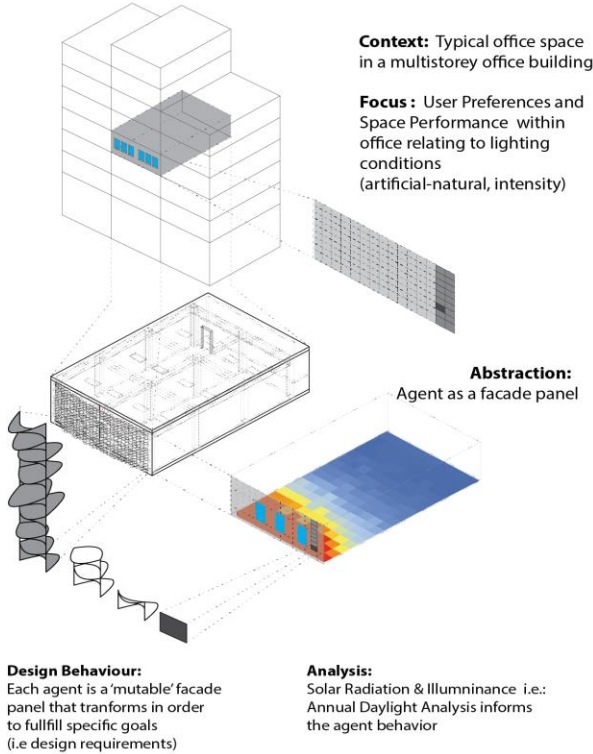 Context: Typical office space
in a multistorey office building
Focus : User Preferences and
Space Performance within
office relating to lighting
conditions
(artificial-natural, intensity)
Abstraction:
Agent as a facade panel
Design Behaviour:
Each agent is a ‘mutable’ facade
panel that tranforms in order
to fullfill specific goals
(i.e design requirements)
Analysis:
Solar Radiation & Illumninance i.e.:
Annual Daylight Analysis informs
the agent behavior